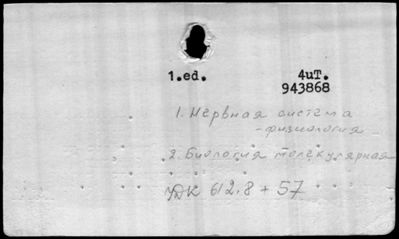 1.ed. 4uT.
943868
1. Нервная система
- физиология
2. Биология молекулярная
УДК 612.8 + 57